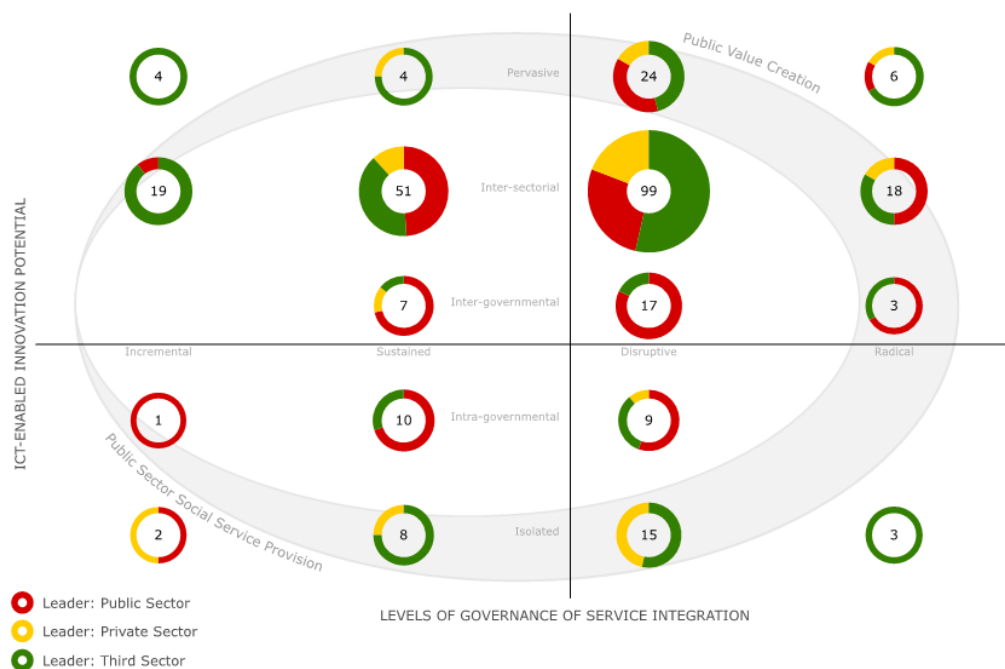 Public Value Creation
4 4 Pervasive 24 6
19 51 Inter-sectorial 99 18
7 Inter-governmental 17 3
Incremental Sustained Disruptive Radical
1 10 Intra-governmental 9
2 8 Isolated 15 3
Public Sector Social Service Provision
ICT-ENABLED INNOVATION POTENTIAL
LEVELS OF GOVERNANCE OF SERVICE INTEGRATION
Leader: Public Sector
Leader: Private Sector
Leader: Third Sector